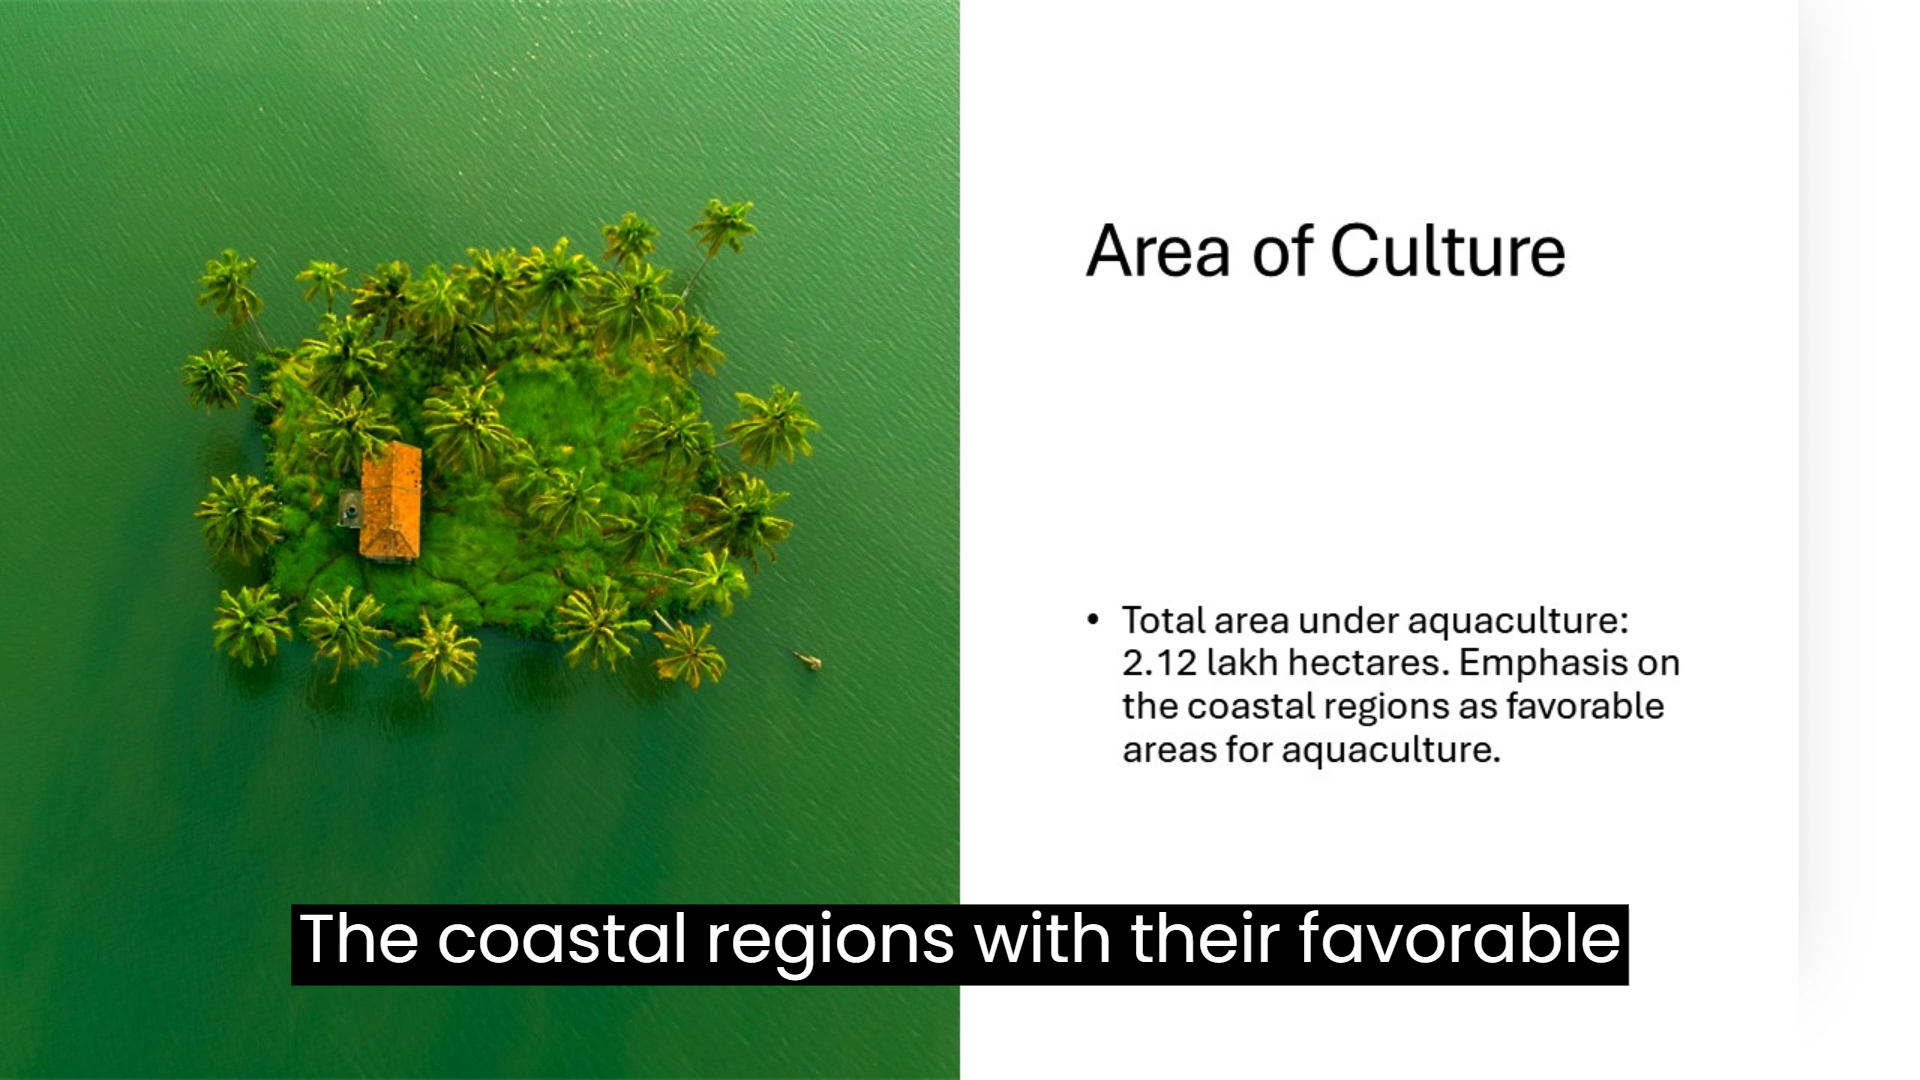 Area of Culture
• Total area under aquaculture:
2.12 lakh hectares. Emphasis on
the coastal regions as favorable
areas for aquaculture.
The coastal regions with their favorable